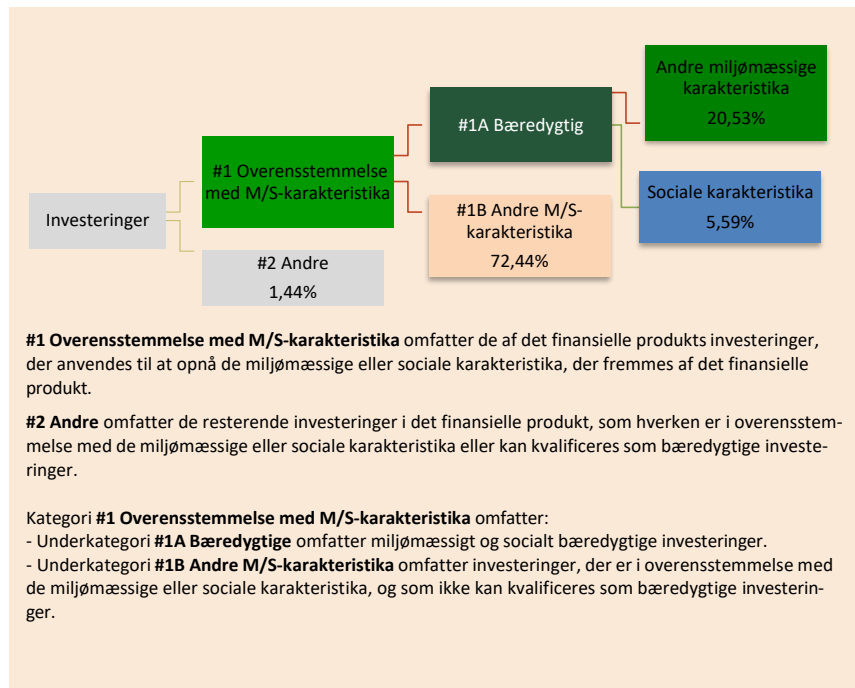 Andre miljømæssige
karakteristika
20,53%
#1A Bæredygtig
#1 Overensstemmelse
med M/S-karakteristika
Sociale karakteristika
5,59%
Investeringer
#1B Andre M/S-
karakteristika
72,44%
#2 Andre
1,44%
#1 Overensstemmelse med M/S-karakteristika omfatter de af det finansielle produkts investeringer,
der anvendes til at opnå de miljømæssige eller sociale karakteristika, der fremmes af det finansielle
produkt.
#2 Andre omfatter de resterende investeringer i det finansielle produkt, som hverken er i overensstem-
melse med de miljømæssige eller sociale karakteristika eller kan kvalificeres som bæredygtige investe-
ringer.
Kategori #1 Overensstemmelse med M/S-karakteristika omfatter:
- Underkategori #1A Bæredygtige omfatter miljømæssigt og socialt bæredygtige investeringer.
- Underkategori #1B Andre M/S-karakteristika omfatter investeringer, der er i overensstemmelse med
de miljømæssige eller sociale karakteristika, og som ikke kan kvalificeres som bæredygtige investerin-
ger.